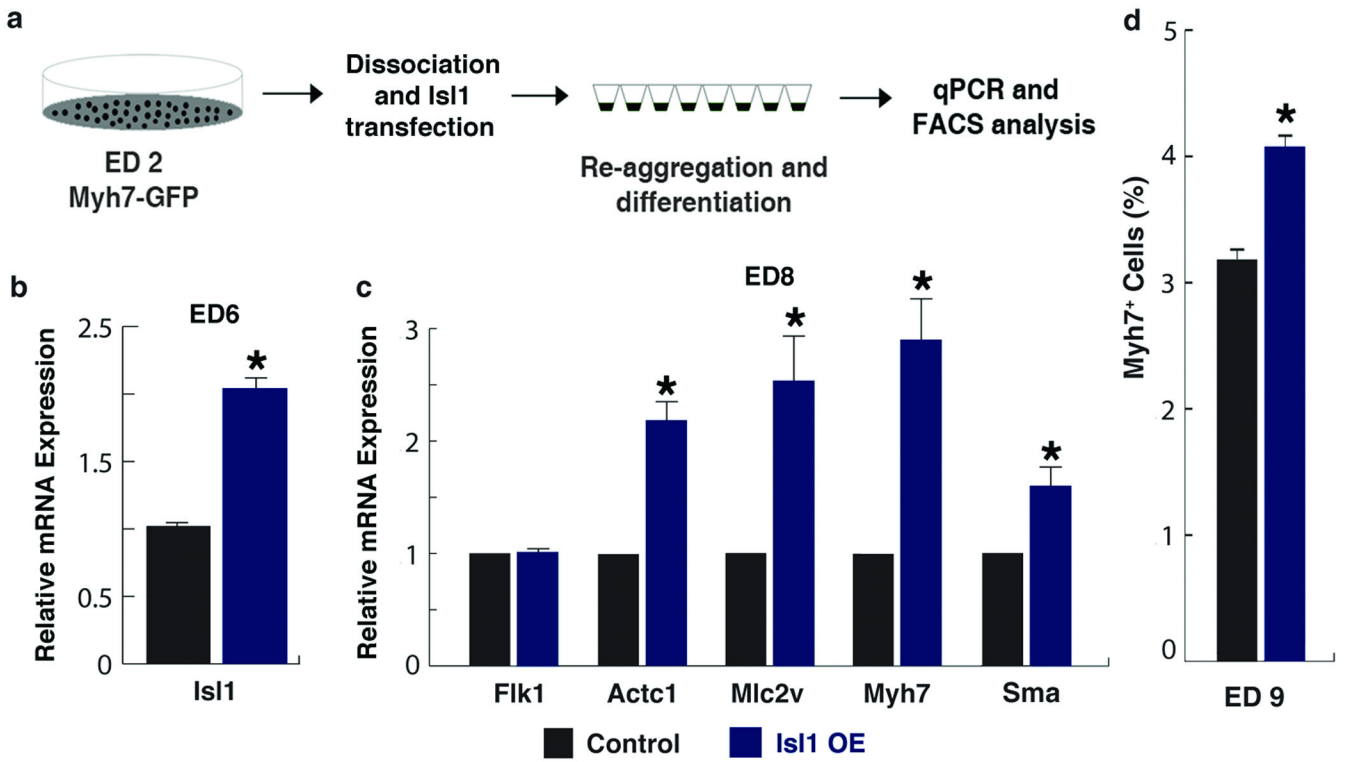 a
ED 2
Myh7-GFP
Dissociation
and Isl1
transfection
Re-aggregation and
differentiation
qPCR and
FACS analysis
b
ED6
Relative mRNA Expression
2.5
1.5
0.5
0
*
Isl1
c
ED8
Relative mRNA Expression
3
2
1
0
*
*
*
*
Flk1
Actc1
Mlc2v
Myh7
Sma
Control
Isl1 OE
d
Myh7+ Cells (%)
5
4
3
2
1
0
*
ED 9